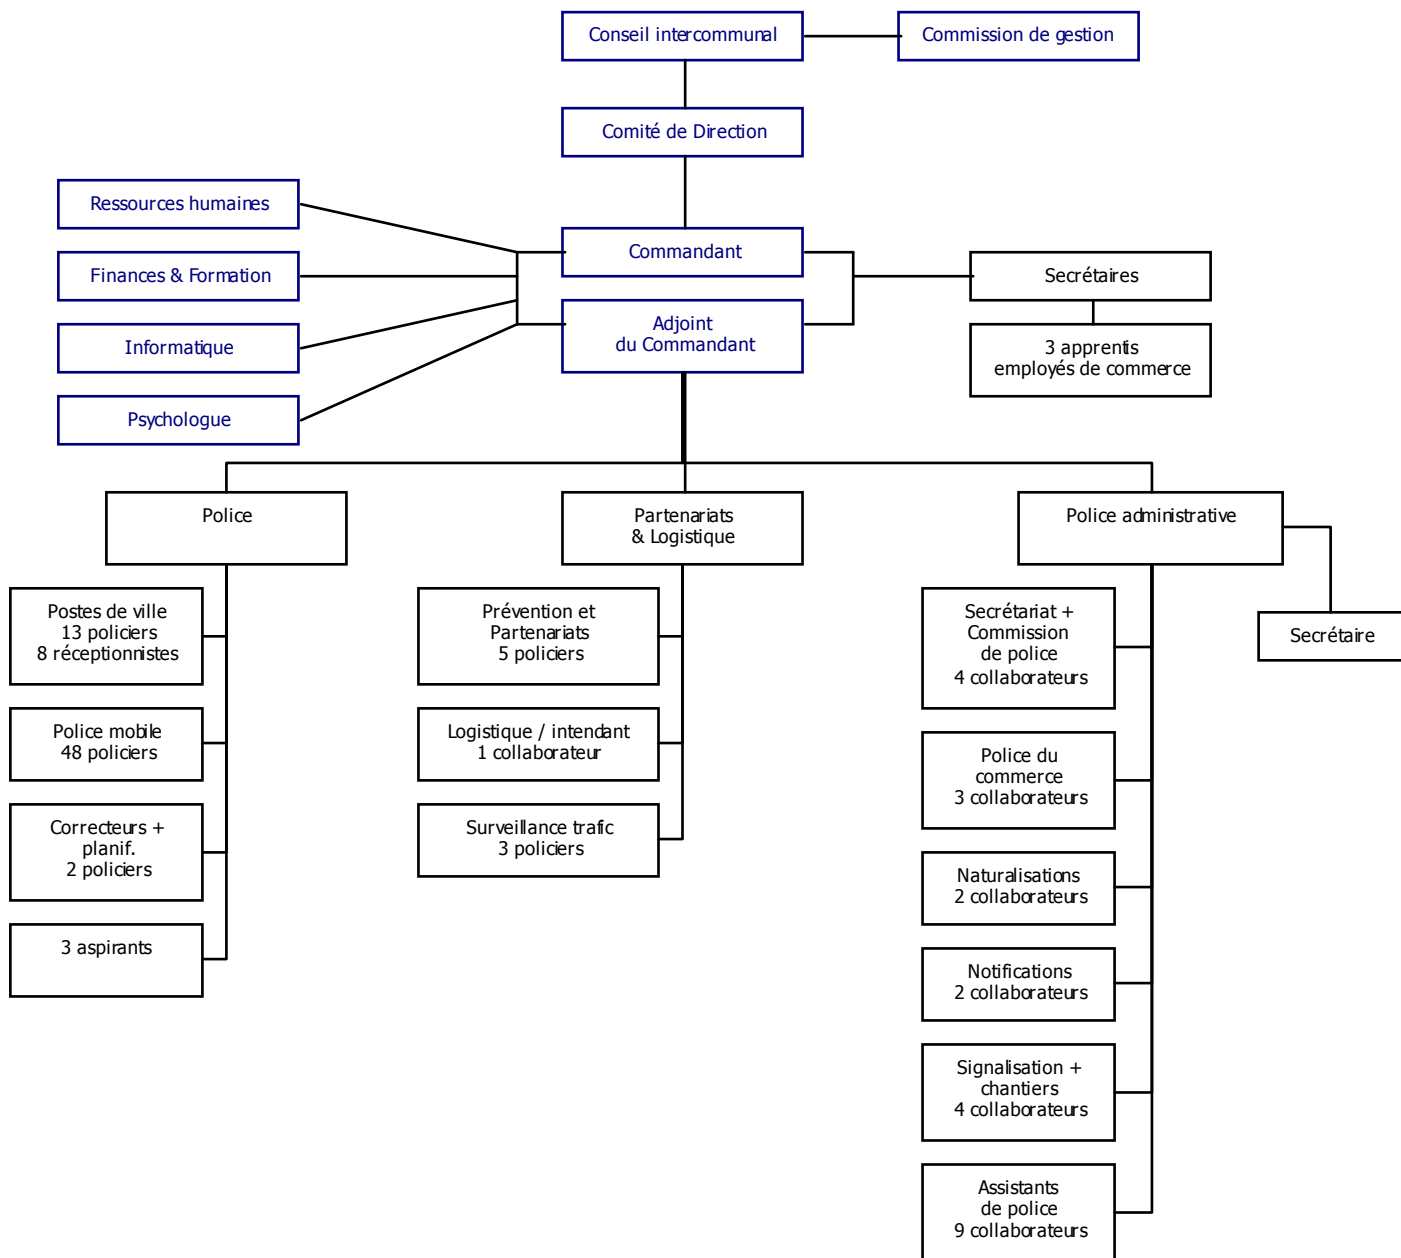 Conseil intercommunal
Commission de gestion
Comité de Direction
Ressources humaines
Finances & Formation
Informatique
Psychologue
Commandant
Adjoint
du Commandant
Secrétaires
3 apprentis
employés de commerce
Police
Partenariats
& Logistique
Police administrative
Postes de ville
13 policiers
8 réceptionnistes
Police mobile
48 policiers
Correcteurs +
planif.
2 policiers
3 aspirants
Prévention et
Partenariats
5 policiers
Logistique / intendant
1 collaborateur
Surveillance trafic
3 policiers
Secrétariat +
Commission
de police
4 collaborateurs
Secrétaire
Police du
commerce
3 collaborateurs
Naturalisations
2 collaborateurs
Notifications
2 collaborateurs
Signalisation +
chantiers
4 collaborateurs
Assistants
de police
9 collaborateurs